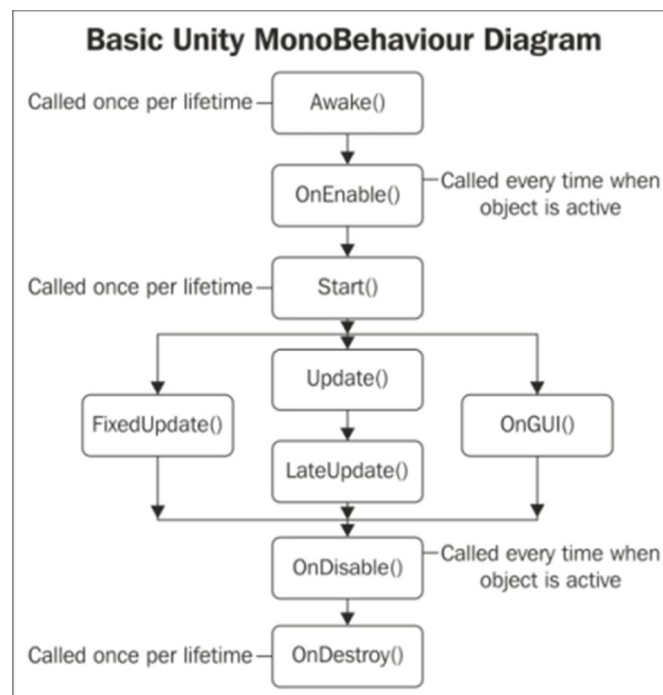 Basic Unity MonoBehaviour Diagram
Called once per lifetime
Awake()
OnEnable()
Called every time when
object is active
Called once per lifetime
Start()
Update()
FixedUpdate()
OnGUI()
LateUpdate()
OnDisable()
Called every time when
object is active
Called once per lifetime
OnDestroy()